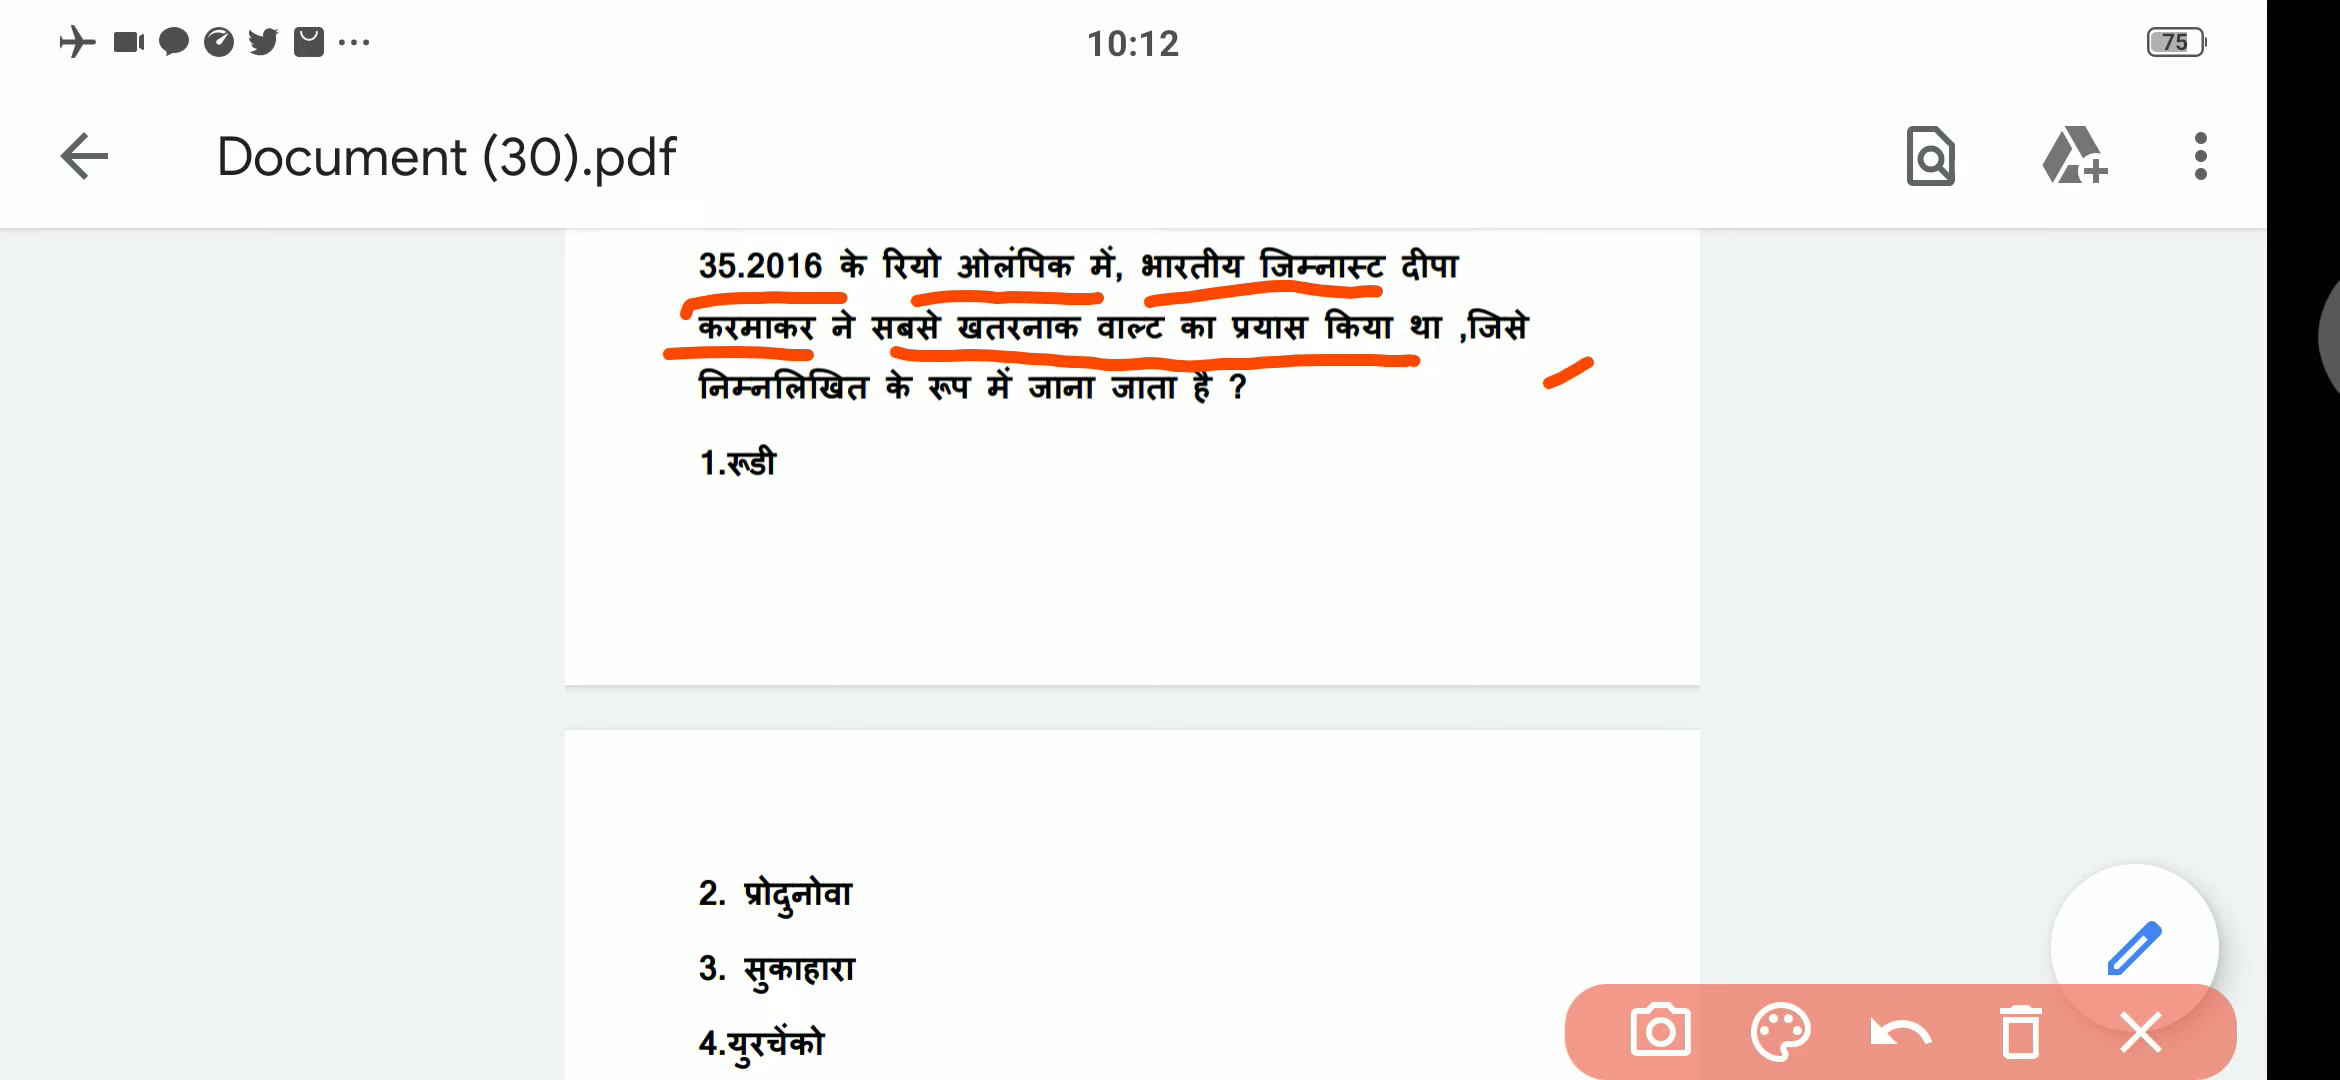 10:12
75
Document (30).pdf
35.2016 के रियो ओलंपिक में, भारतीय जिम्नास्ट दीपा
करमाकर ने सबसे खतरनाक वाल्ट का प्रयास किया था ,जिसे
निम्नलिखित के रूप में जाना जाता है ?
1.रूडी
2. प्रोदुनोवा
3. सुकाहारा
4.युरचेंको